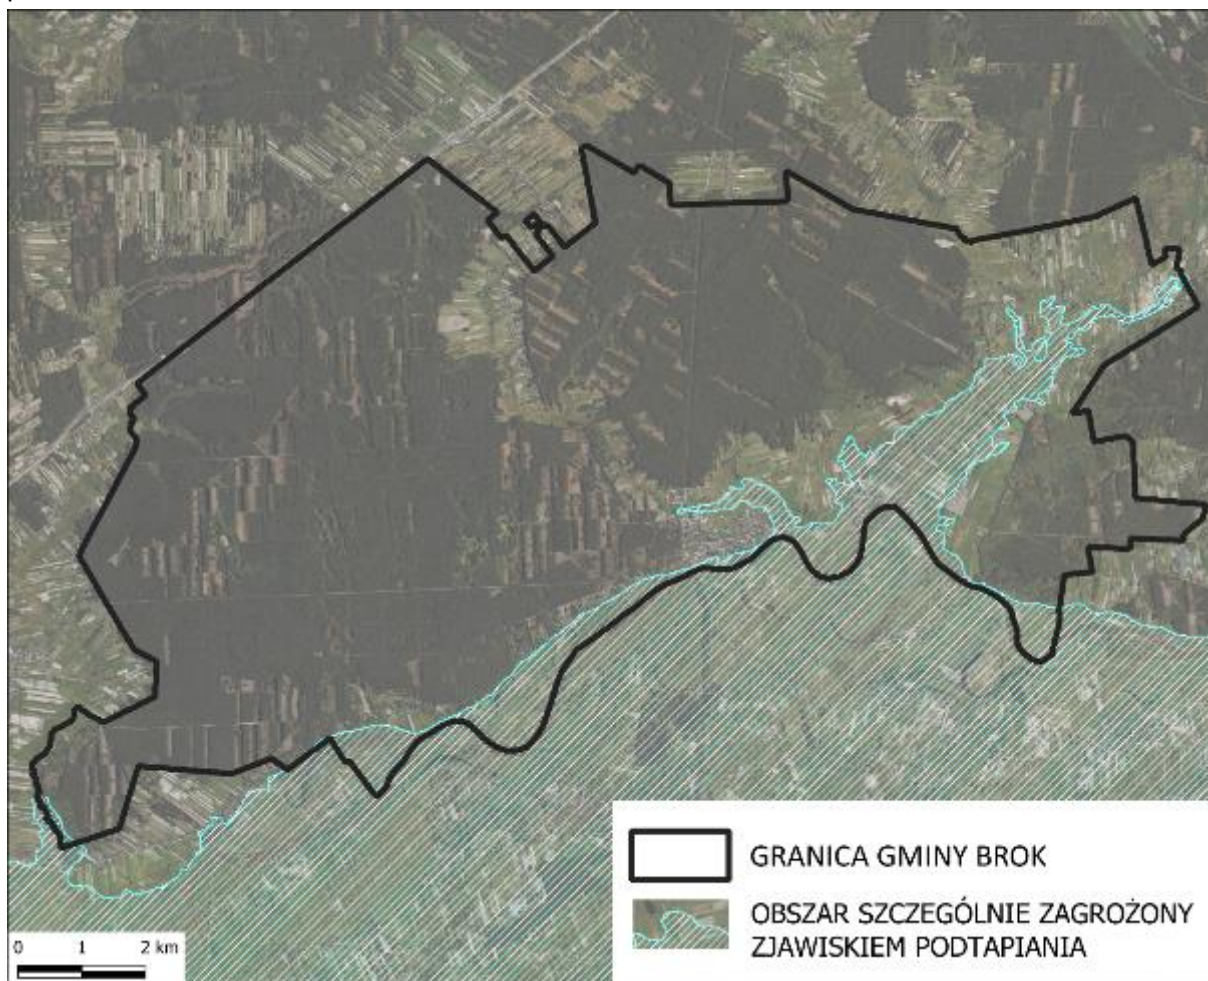 GRANICA GMINY BROK
OBSZAR SZCZEGÓLNIE ZAGROŻONY
ZJAWISKIEM PODTAPIANIA
0 1 2 km